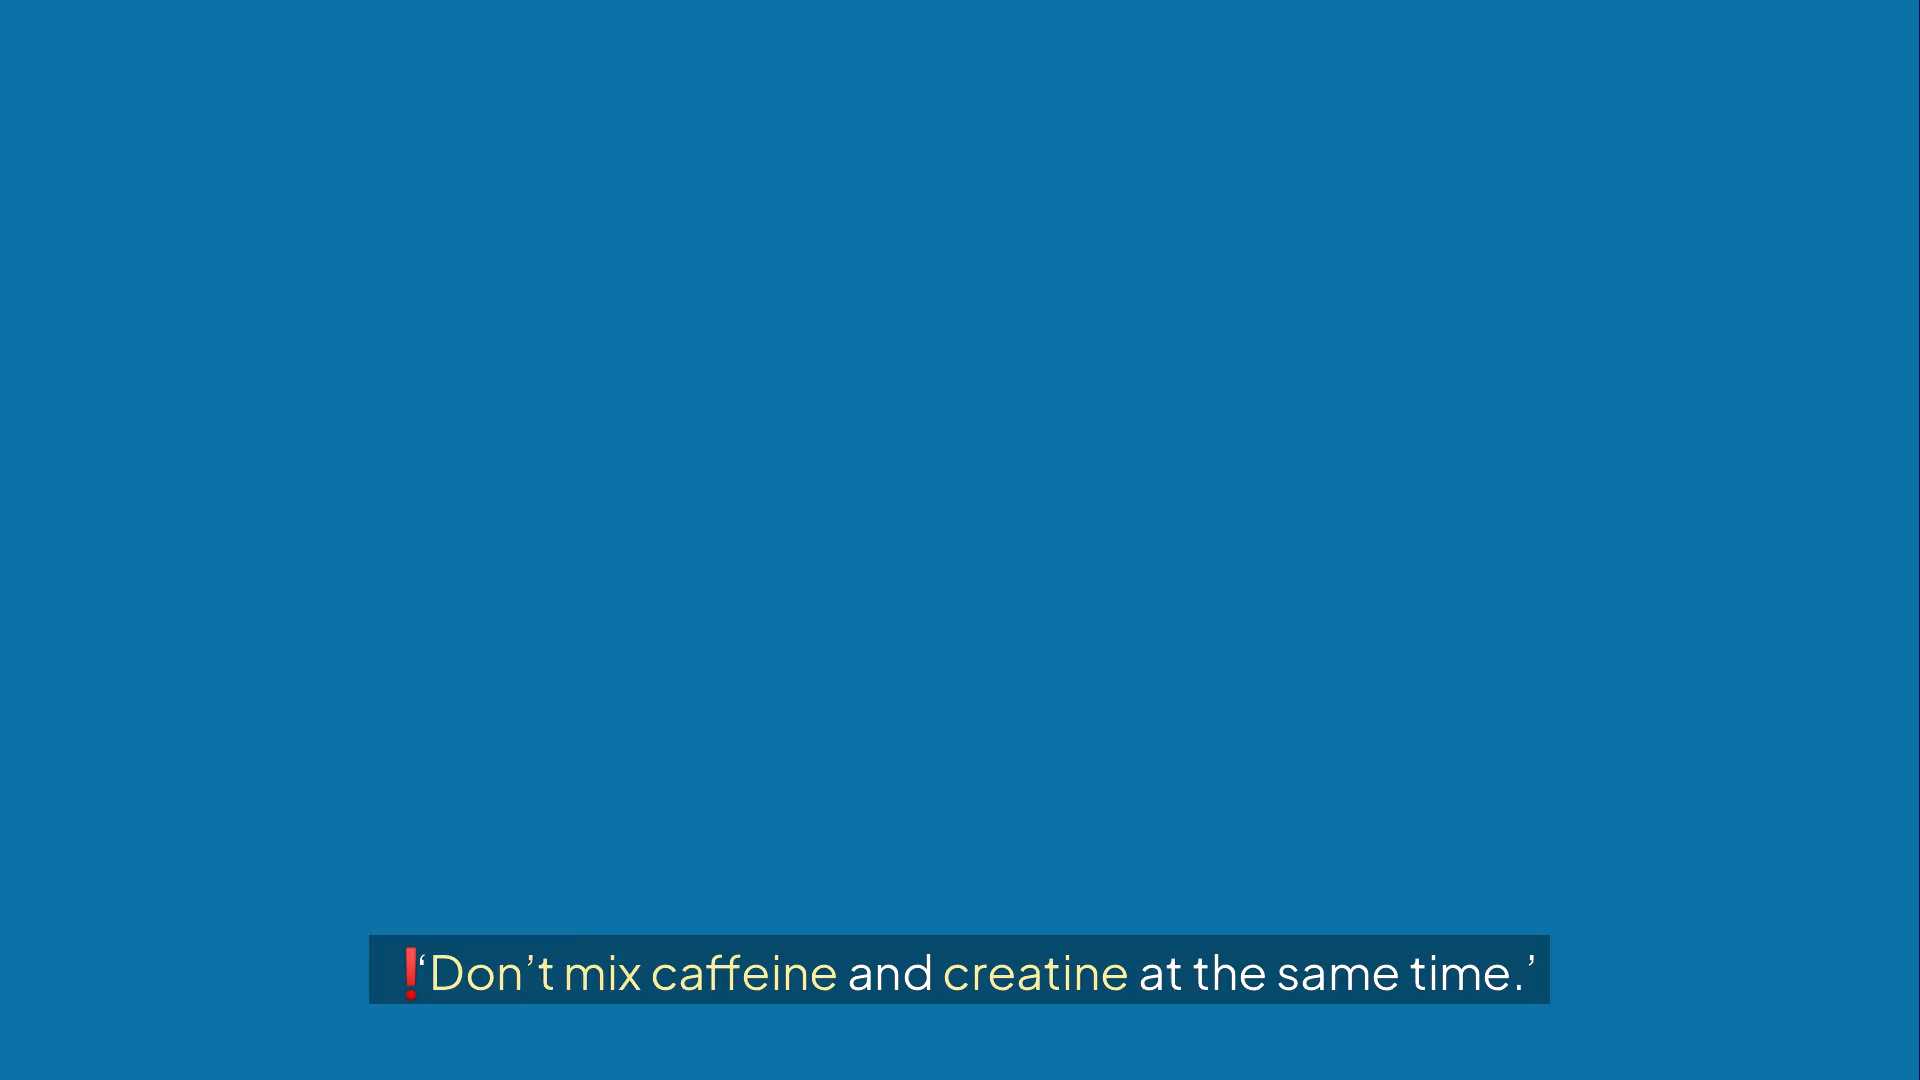 ❗‘Don’t mix caffeine and creatine at the same time.’